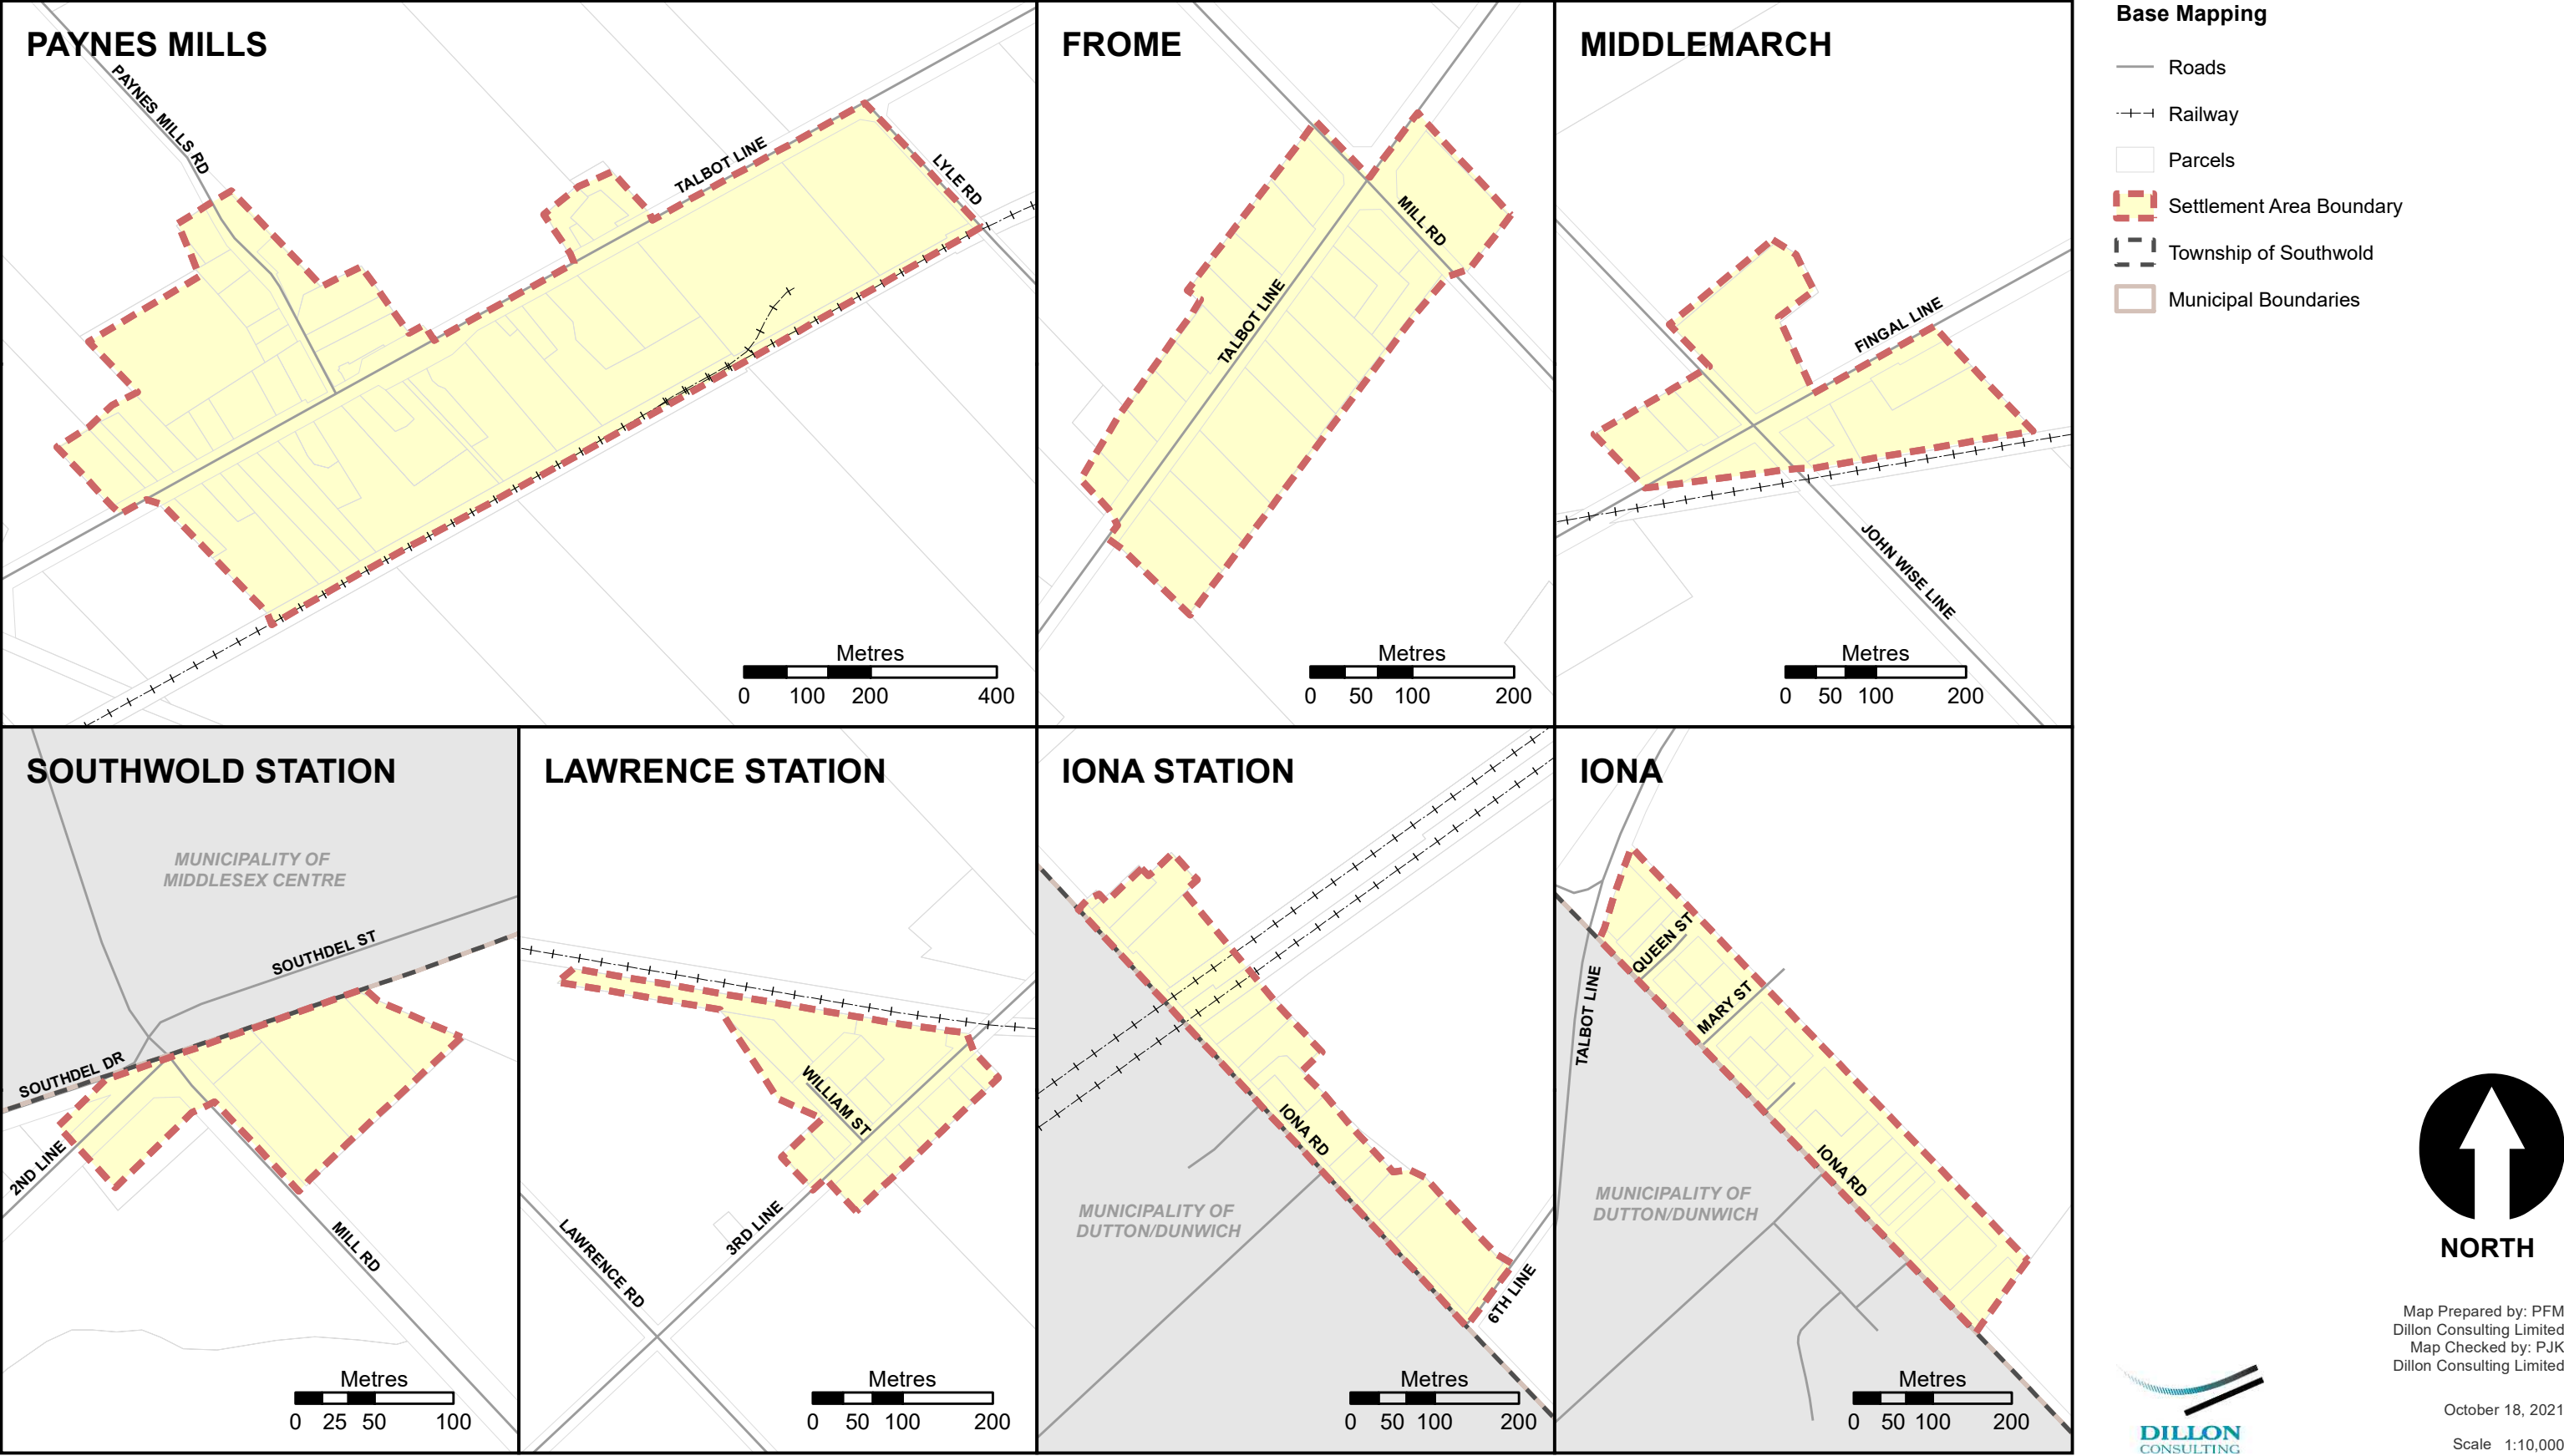 PAYNES MILLS
PAYNES MILLS RD
TALBOT LINE
LYLE RD
Metres
0 100 200 400
FROME
MILL RD
TALBOT LINE
Metres
0 50 100 200
MIDDLEMARCH
FINGAL LINE
JOHN WISE LINE
Metres
0 50 100 200
Base Mapping
Roads
Railway
Parcels
Settlement Area Boundary
Township of Southwold
Municipal Boundaries
SOUTHWOLD STATION
MUNICIPALITY OF
MIDDLESEX CENTRE
SOUTHDEL ST
SOUTHDEL DR
2ND LINE
MILL RD
Metres
0 25 50 100
LAWRENCE STATION
WILLIAM ST
3RD LINE
LAWRENCE RD
Metres
0 50 100 200
IONA STATION
IONA RD
MUNICIPALITY OF
DUTTON/DUNWICH
6TH LINE
Metres
0 50 100 200
IONA
QUEEN ST
MARY ST
TALBOT LINE
IONA RD
MUNICIPALITY OF
DUTTON/DUNWICH
Metres
0 50 100 200
NORTH
Map Prepared by: PFM
Dillon Consulting Limited
Map Checked by: PJK
Dillon Consulting Limited
October 18, 2021
Scale 1:10,000
DILLON
CONSULTING